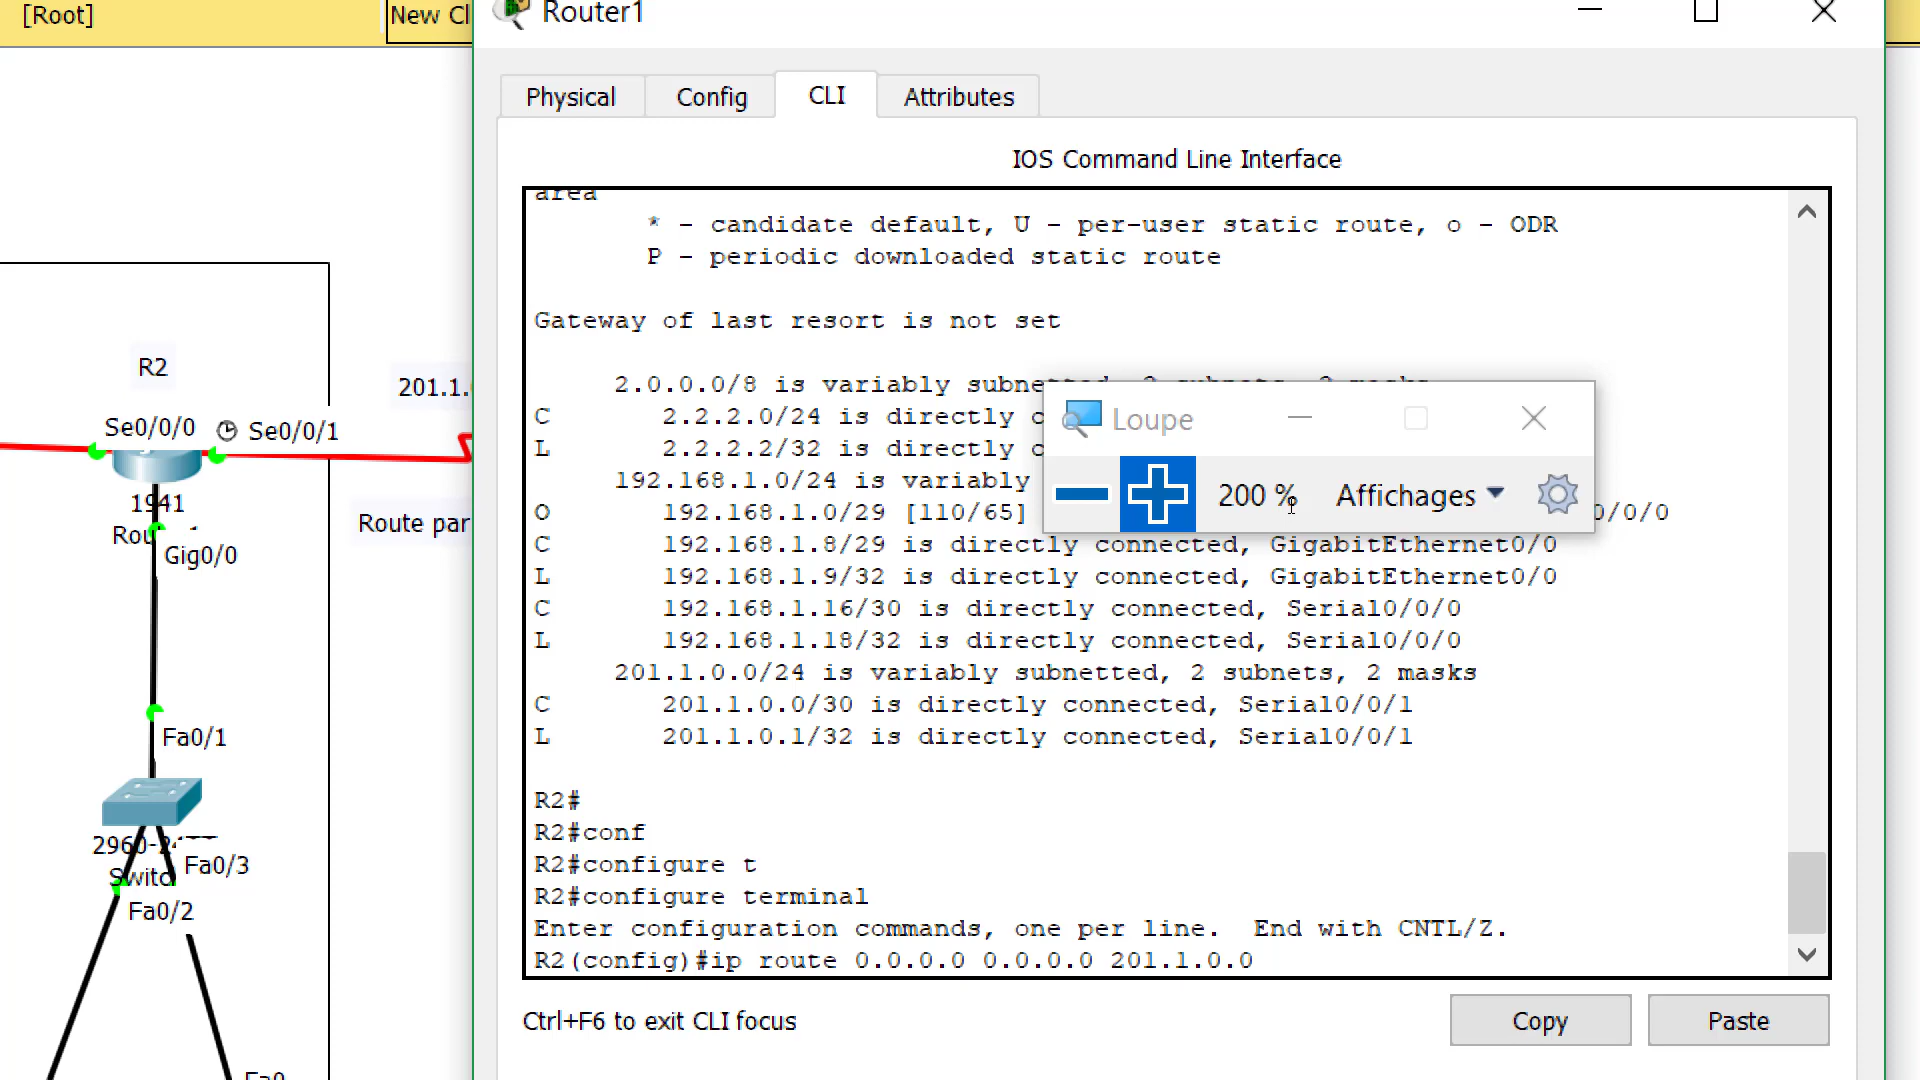 [Root]
New Cl
Router1
Physical
Config
CLI
Attributes
IOS Command Line Interface
area
* - candidate default, U - per-user static route, o - ODR
P - periodic downloaded static route
Gateway of last resort is not set
2.0.0.0/8 is variably subnetted, 2 subnets, 2 masks
C 2.2.2.0/24 is directly c
L 2.2.2.2/32 is directly c
192.168.1.0/24 is variably
O 192.168.1.0/29 [110/65] 0/0/0
C 192.168.1.8/29 is directly connected, GigabitEthernet0/0
L 192.168.1.9/32 is directly connected, GigabitEthernet0/0
C 192.168.1.16/30 is directly connected, Serial0/0/0
L 192.168.1.18/32 is directly connected, Serial0/0/0
201.1.0.0/24 is variably subnetted, 2 subnets, 2 masks
C 201.1.0.0/30 is directly connected, Serial0/0/1
L 201.1.0.1/32 is directly connected, Serial0/0/1
R2#
R2#conf
R2#configure t
R2#configure terminal
Enter configuration commands, one per line. End with CNTL/Z.
R2(config)#ip route 0.0.0.0 0.0.0.0 201.1.0.0
Ctrl+F6 to exit CLI focus
Copy
Paste
Loupe
200 %
Affichages
R2
201.1.
Se0/0/0
Se0/0/1
1941
Rou
Gig0/0
Route par
Fa0/1
2960-2
Switc
Fa0/3
Fa0/2
Fa0